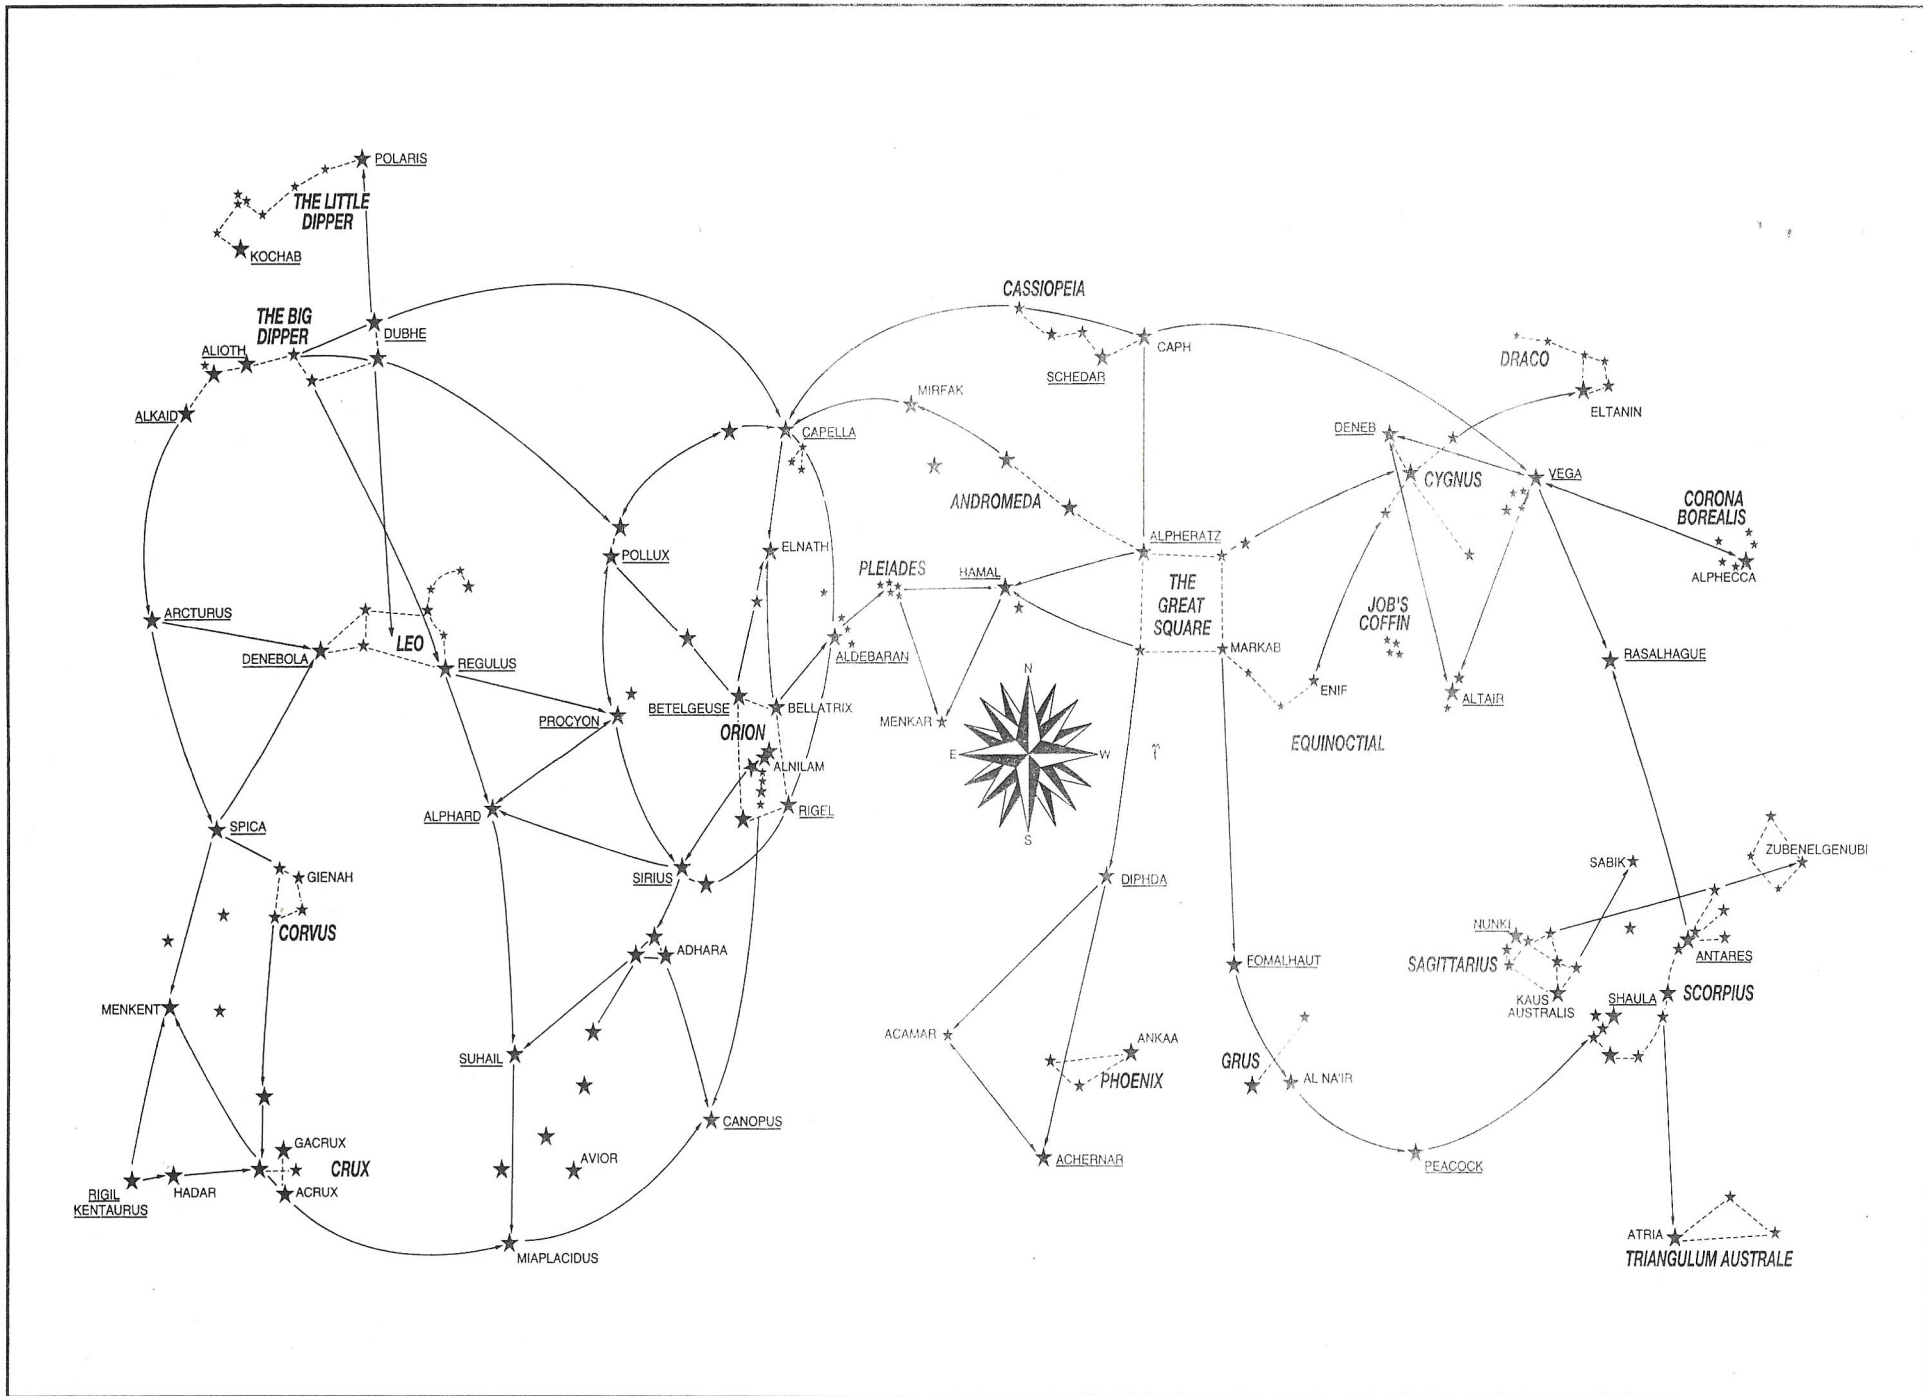 POLARIS
THE LITTLE
DIPPER
KOCHAB
THE BIG
DIPPER
DUBHE
ALIOTH
ALKAID
CASSIOPEIA
CAPH
SCHEDAR
MIRFAK
CAPELLA
DRACO
ELTANIN
DENEB
CYGNUS
VEGA
CORONA
BOREALIS
ALPHECCA
ANDROMEDA
ALPHERATZ
POLLUX
ELNATH
PLEIADES
HAMAL
THE
GREAT
SQUARE
JOB'S
COFFIN
ARCTURUS
DENEBOLA
LEO
REGULUS
ALDEBARAN
MARKAB
RASALHAGUE
ENIF
ALTAIR
PROCYON
BETELGEUSE
BELLATRIX
ORION
MENKAR
N
E
W
S
EQUINOCTIAL
ALNILAM
RIGEL
ALPHARD
SPICA
GIENAH
CORVUS
SIRIUS
DIPHDA
SABIK
ZUBENELGENUBI
NUNKI
SAGITTARIUS
ANTARES
ADHARA
FOMALHAUT
KAUS
AUSTRALIS
SHAULA
SCORPIUS
MENKENT
SUHAIL
ACAMAR
ANKAA
PHOENIX
GRUS
AL NA'IR
CANOPUS
GACRUX
CRUX
AVIOR
ACHERNAR
PEACOCK
RIGIL
KENTAURUS
HADAR
ACRUX
MIAPLACIDUS
ATRIA
TRIANGULUM AUSTRALE